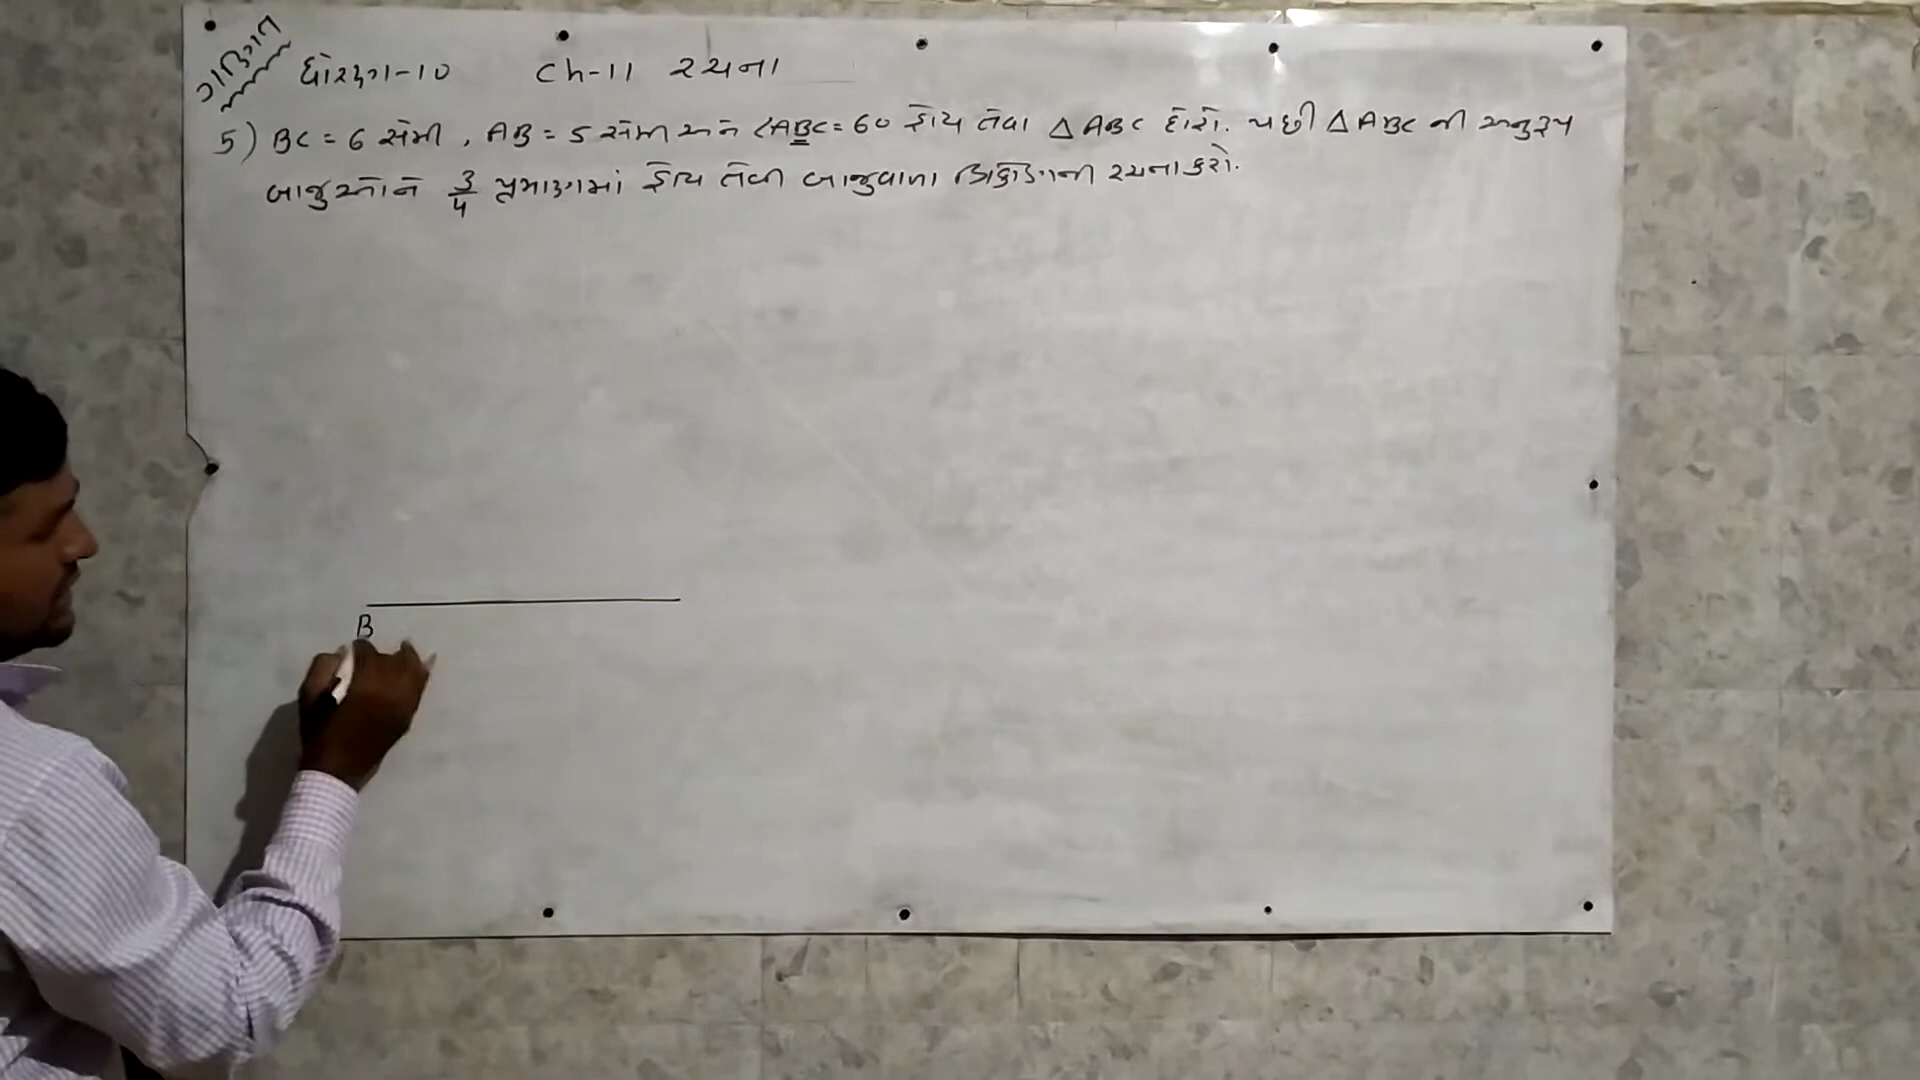 ગણિત
ધોરણ-10 Ch-11 રચના
5) BC = 6 સેમી, AB = 5 સેમી અને ∠ABC = 60 હોય તેવા △ ABC દોરો. પછી △ ABC ની અનુરૂપ
બાજુઓને 3/4 પ્રમાણમાં હોય તેવી બાજુવાળા ત્રિકોણની રચના કરો.
B